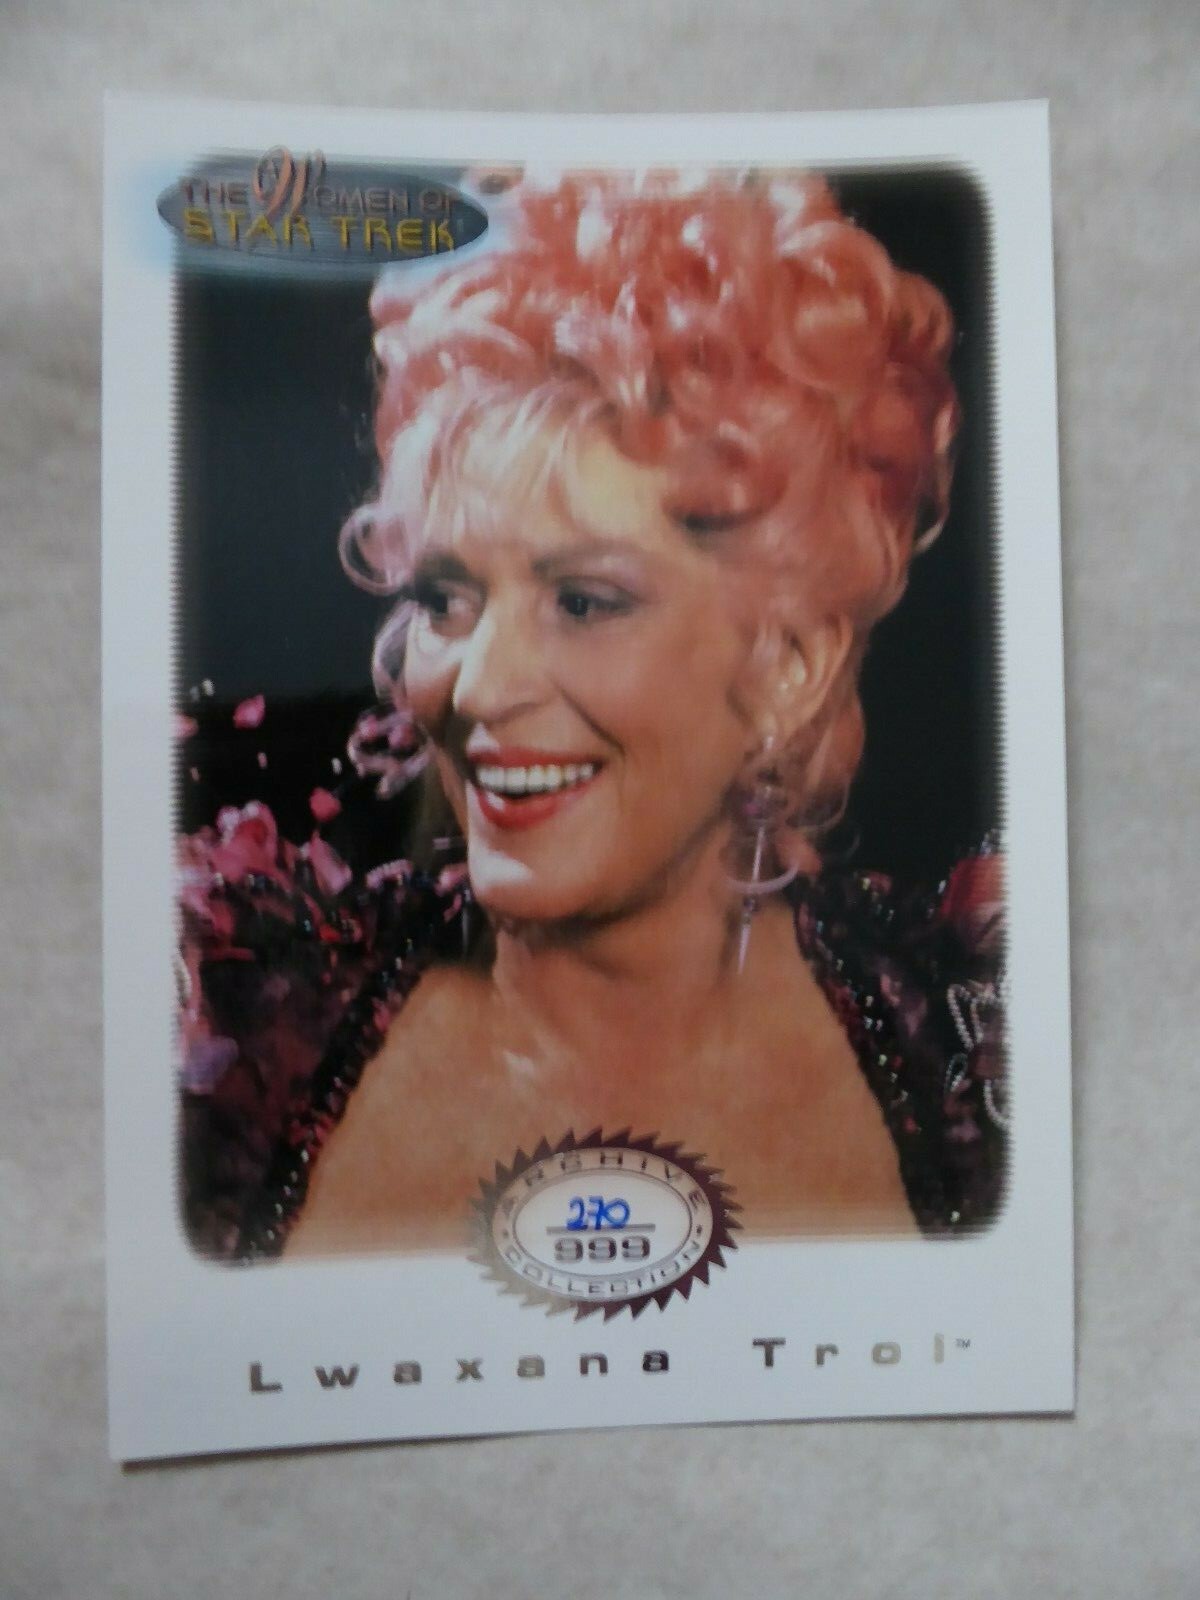 THE WOMEN OF
STAR TREK
ARCHIVE
270
999
COLLECTION
Lwaxana Troi™